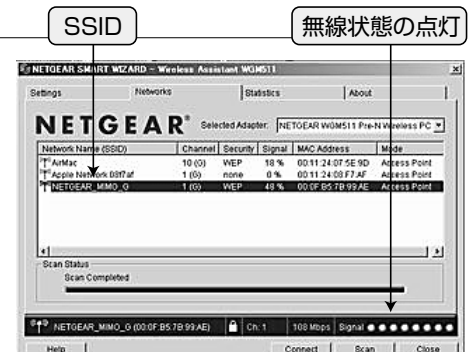 SSID
無線状態の点灯
NETGEAR SMART WIZARD - Wireless Assistant WGM511
Settings Networks Statistics About
NETGEAR® Selected Adapter: NETGEAR WGM511 Pre-N Wireless PC
Network Name (SSID) Channel Security Signal MAC Address Mode
AirMac 10 (G) WEP 18 % 00:11:24:07:5E:9D Access Point
Apple Network 08f7af 1 (G) none 0 % 00:11:24:08:F7:AF Access Point
NETGEAR_MIMO_G 1 (G) WEP 48 % 00:0F:B5:7B:99:AE Access Point
Scan Status
Scan Completed
NETGEAR_MIMO_G (00:0F:B5:7B:99:AE) Ch: 1 108 Mbps Signal
Help Connect Scan Close